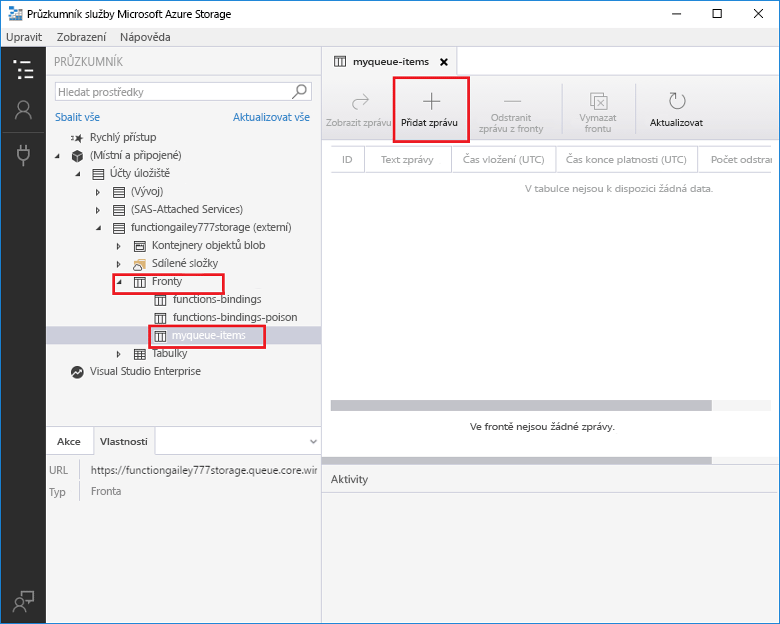 Průzkumník služby Microsoft Azure Storage
Upravit Zobrazení Nápověda
PRŮZKUMNÍK
Hledat prostředky
Sbalit vše Aktualizovat vše
Rychlý přístup
(Místní a připojené)
Účty úložiště
(Vývoj)
(SAS-Attached Services)
functiongailey777storage (externí)
Kontejnery objektů blob
Sdílené složky
Fronty
functions-bindings
functions-bindings-poison
myqueue-items
Tabulky
Visual Studio Enterprise
Akce Vlastnosti
URL https://functiongailey777storage.queue.core.wir
Typ Fronta
myqueue-items
Zobrazit zprávu
Přidat zprávu
Odstranit
zprávu z fronty
Vymazat
frontu
Aktualizovat
ID Text zprávy Čas vložení (UTC) Čas konce platnosti (UTC) Počet odstraı
V tabulce nejsou k dispozici žádná data.
Ve frontě nejsou žádné zprávy.
Aktivity